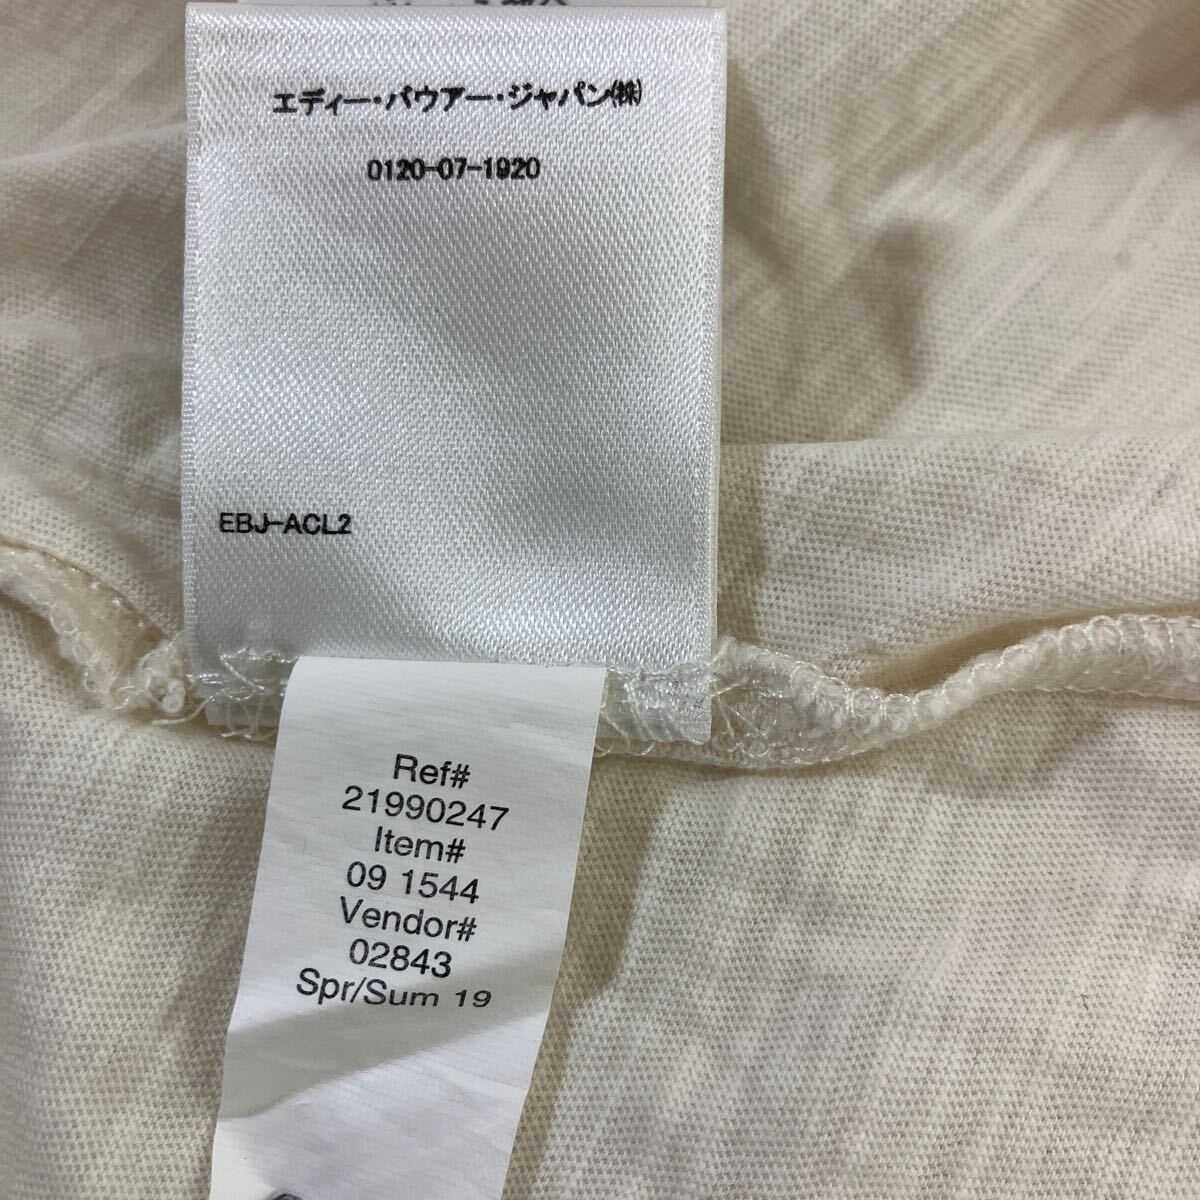 エディー・バウアー・ジャパン㈱
0120-07-1920
EBJ-ACL2
Ref#
21990247
Item#
09 1544
Vendor#
02843
Spr/Sum 19